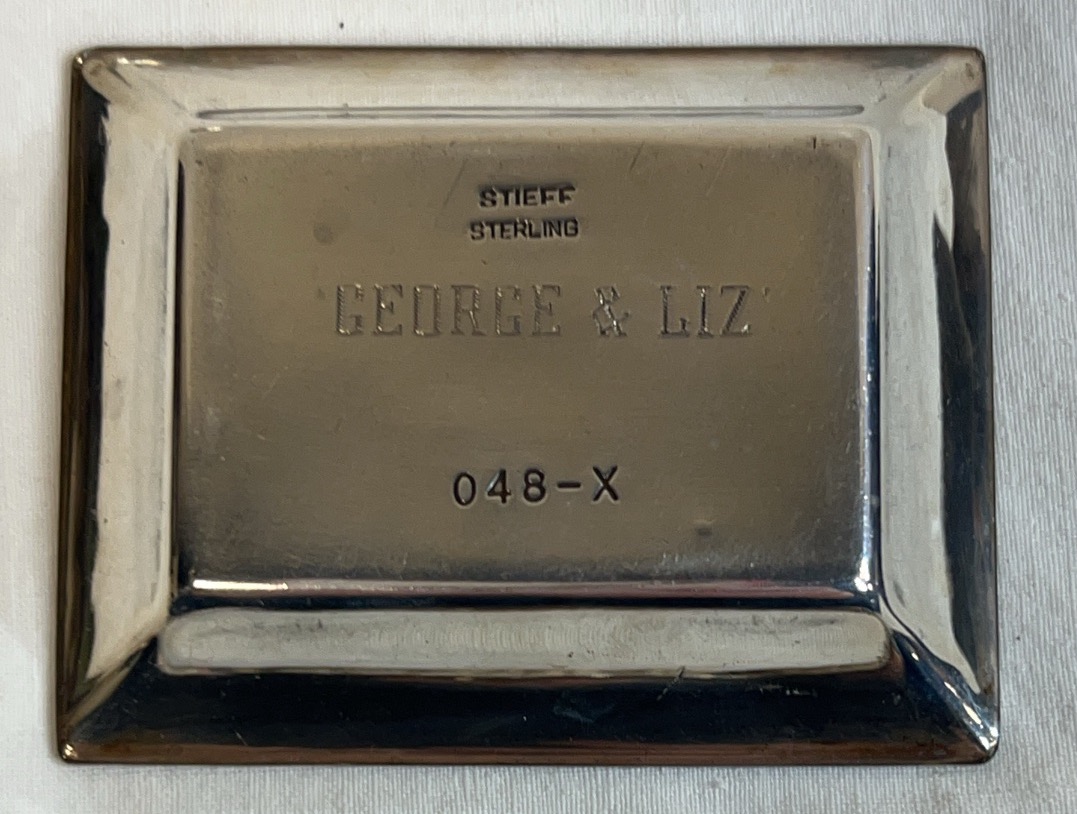 STIEFF
STERLING
GEORGE & LIZ
048-X